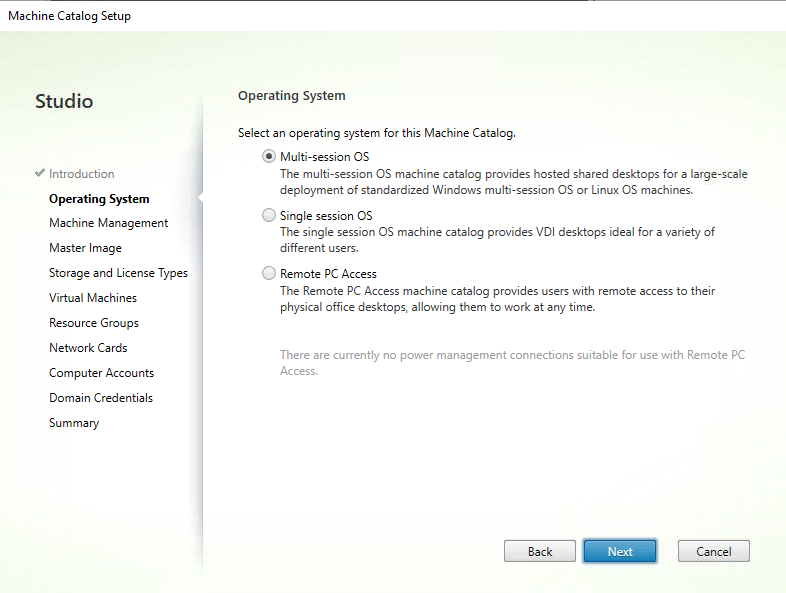 Machine Catalog Setup
Studio
Introduction
Operating System
Machine Management
Master Image
Storage and License Types
Virtual Machines
Resource Groups
Network Cards
Computer Accounts
Domain Credentials
Summary
Operating System
Select an operating system for this Machine Catalog.
Multi-session OS
The multi-session OS machine catalog provides hosted shared desktops for a large-scale
deployment of standardized Windows multi-session OS or Linux OS machines.
Single session OS
The single session OS machine catalog provides VDI desktops ideal for a variety of
different users.
Remote PC Access
The Remote PC Access machine catalog provides users with remote access to their
physical office desktops, allowing them to work at any time.
There are currently no power management connections suitable for use with Remote PC
Access.
Back
Next
Cancel